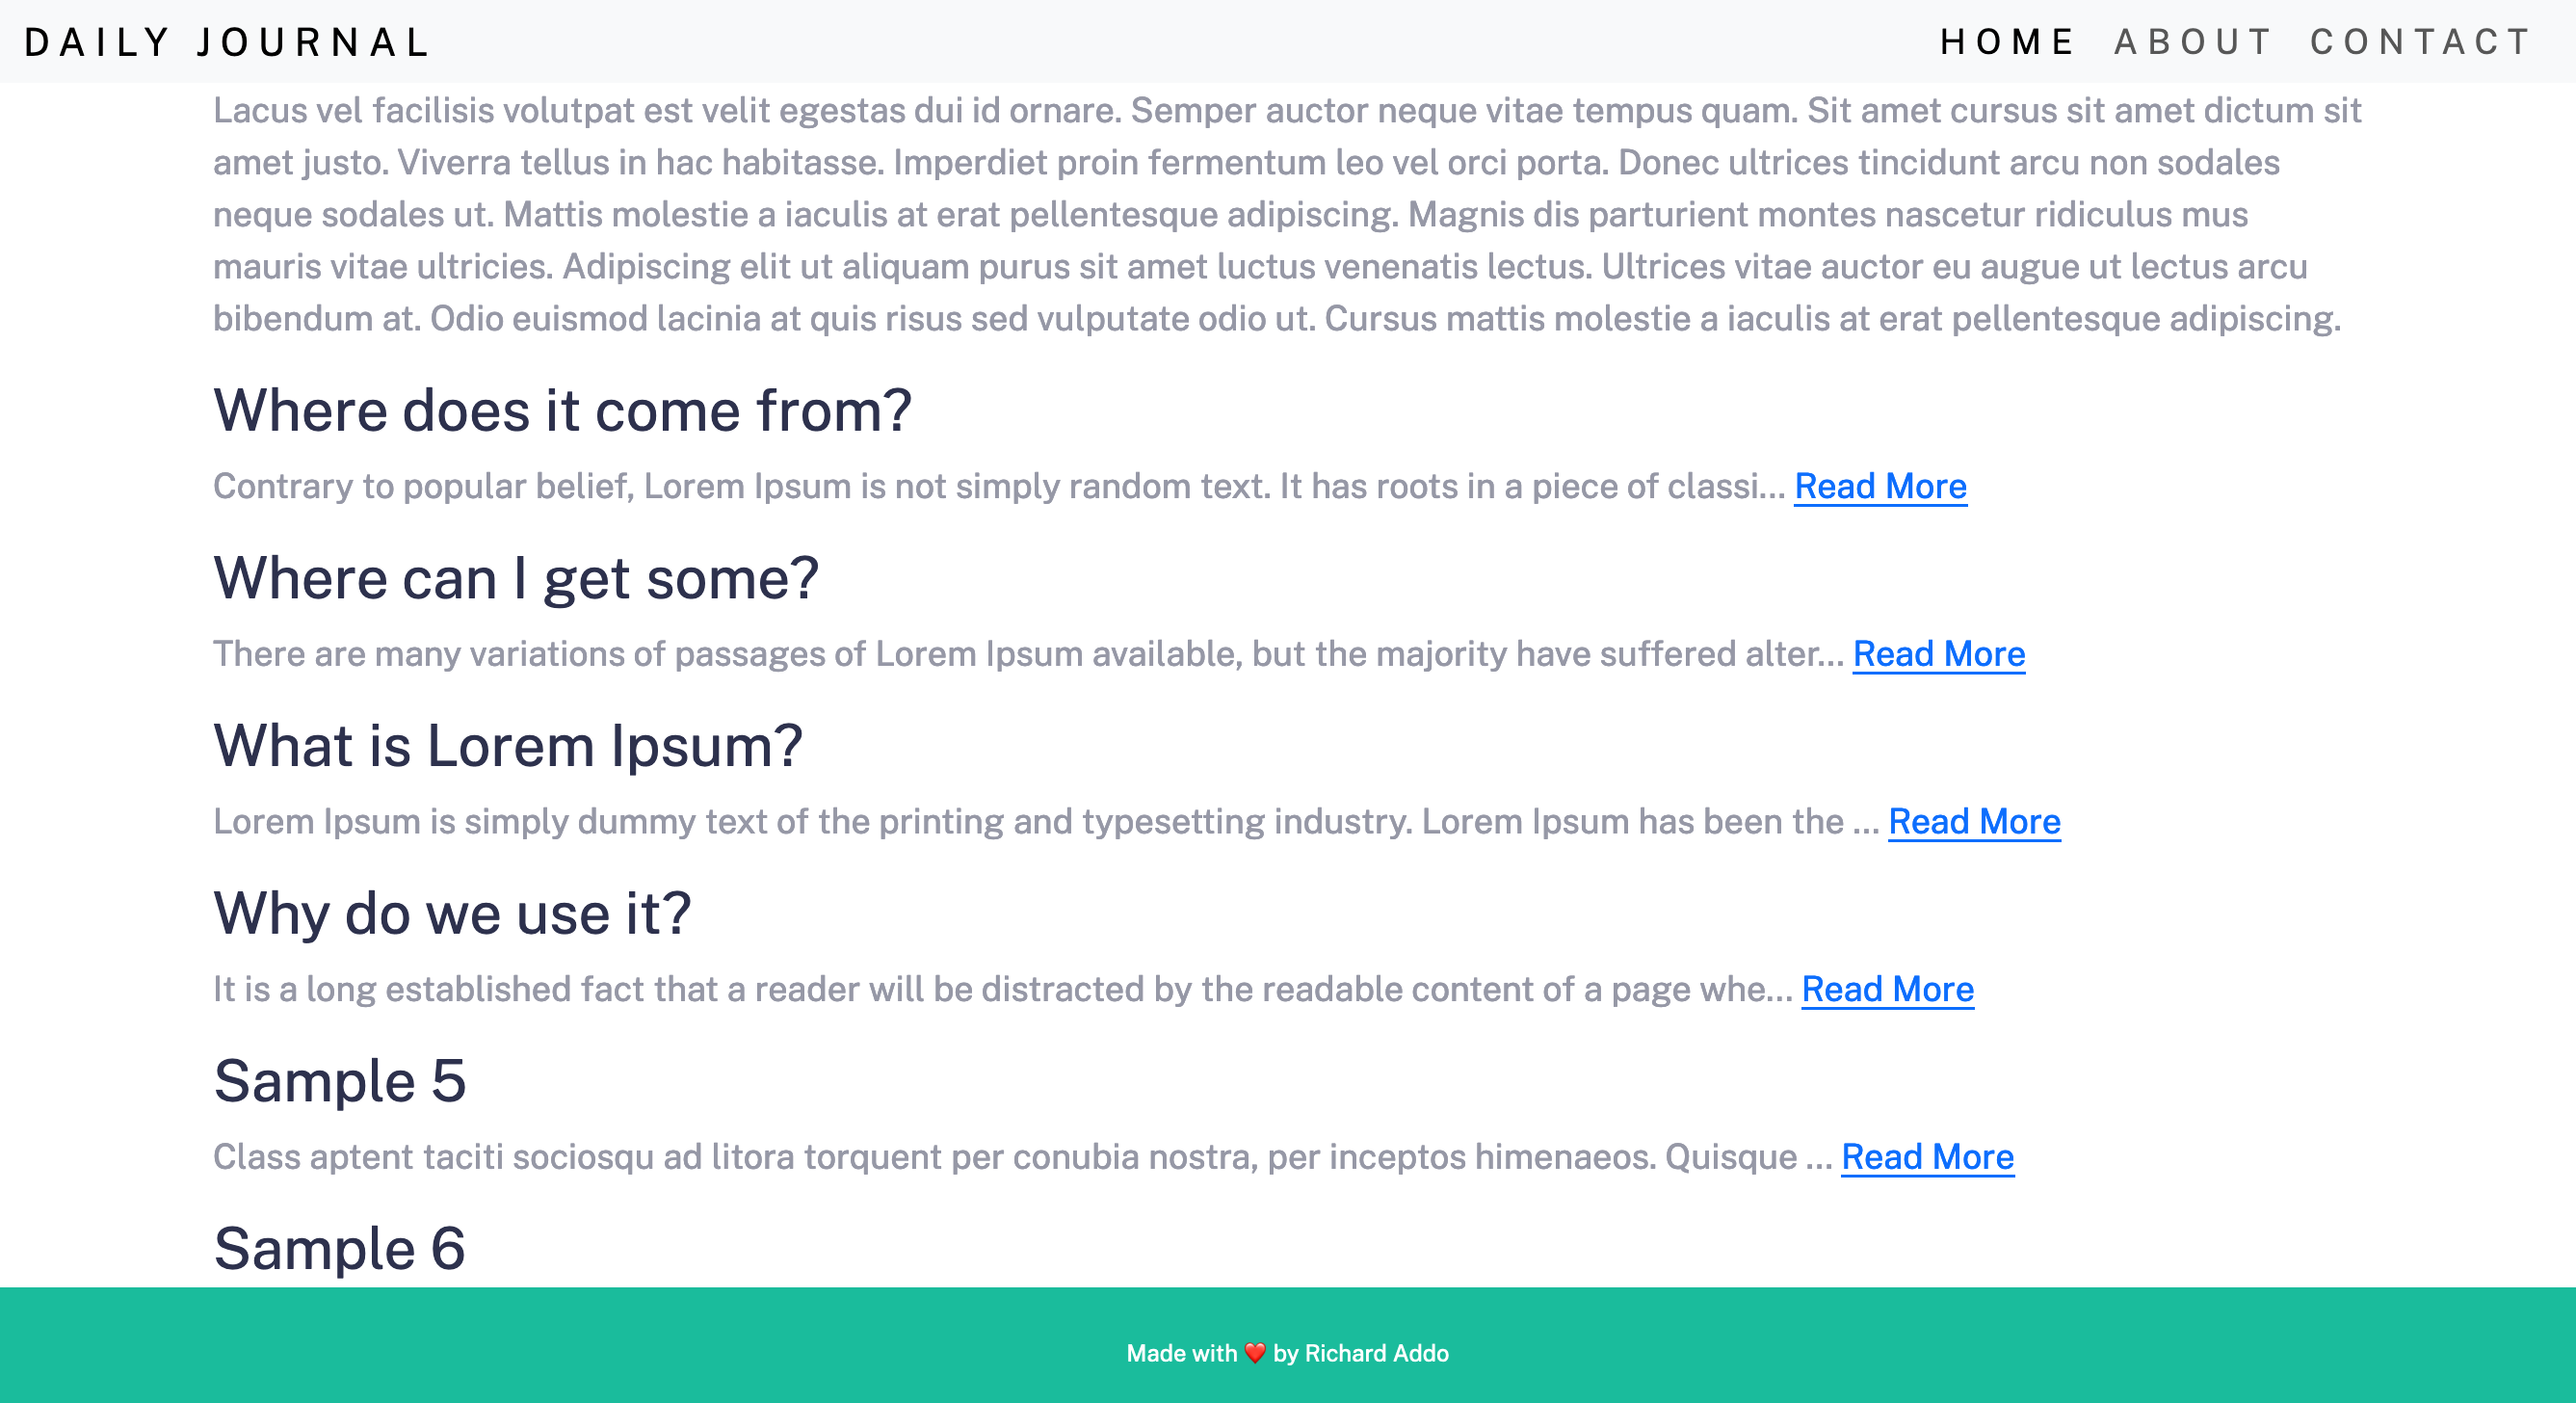 DAILY JOURNAL
HOME ABOUT CONTACT
Lacus vel facilisis volutpat est velit egestas dui id ornare. Semper auctor neque vitae tempus quam. Sit amet cursus sit amet dictum sit
amet justo. Viverra tellus in hac habitasse. Imperdiet proin fermentum leo vel orci porta. Donec ultrices tincidunt arcu non sodales
neque sodales ut. Mattis molestie a iaculis at erat pellentesque adipiscing. Magnis dis parturient montes nascetur ridiculus mus
mauris vitae ultricies. Adipiscing elit ut aliquam purus sit amet luctus venenatis lectus. Ultrices vitae auctor eu augue ut lectus arcu
bibendum at. Odio euismod lacinia at quis risus sed vulputate odio ut. Cursus mattis molestie a iaculis at erat pellentesque adipiscing.
Where does it come from?
Contrary to popular belief, Lorem Ipsum is not simply random text. It has roots in a piece of classi... Read More
Where can I get some?
There are many variations of passages of Lorem Ipsum available, but the majority have suffered alter... Read More
What is Lorem Ipsum?
Lorem Ipsum is simply dummy text of the printing and typesetting industry. Lorem Ipsum has been the ... Read More
Why do we use it?
It is a long established fact that a reader will be distracted by the readable content of a page whe... Read More
Sample 5
Class aptent taciti sociosqu ad litora torquent per conubia nostra, per inceptos himenaeos. Quisque ... Read More
Sample 6
Made with ❤️ by Richard Addo